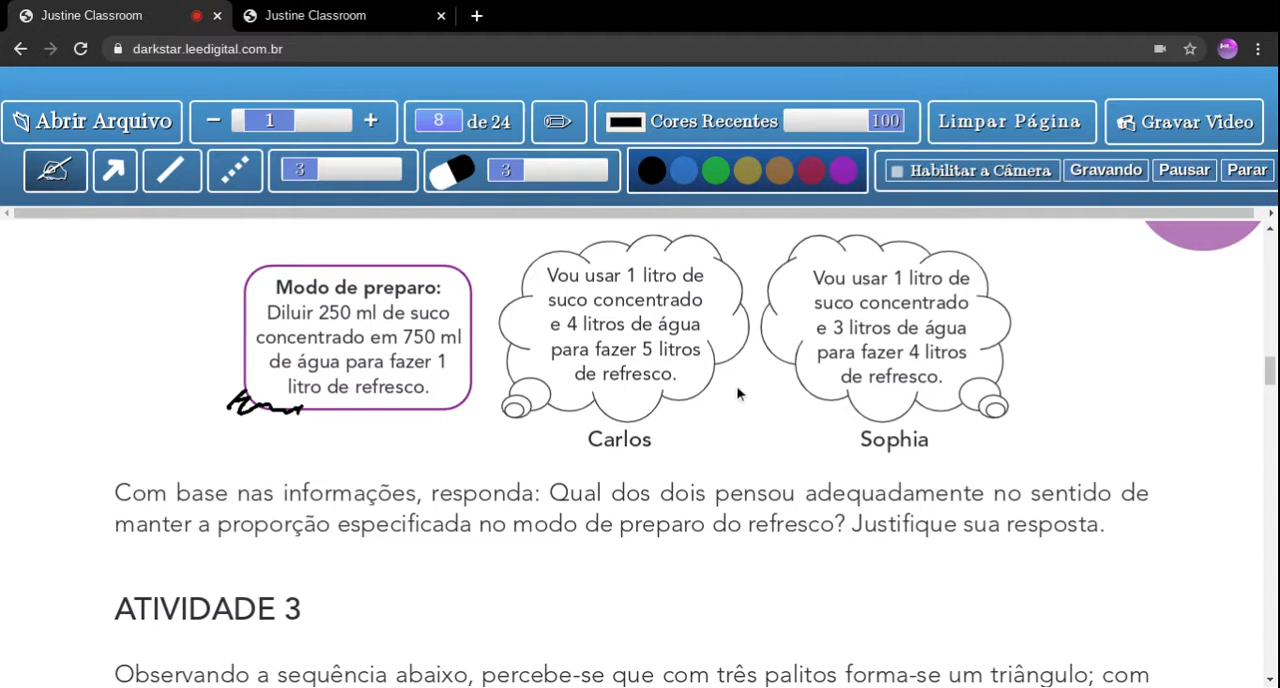 Justine Classroom
Justine Classroom
darkstar.leedigital.com.br
Abrir Arquivo
− 1 +
8 de 24
Cores Recentes 100
Limpar Página
Gravar Video
3
3
Habilitar a Câmera
Gravando
Pausar
Parar
Modo de preparo:
Diluir 250 ml de suco
concentrado em 750 ml
de água para fazer 1
litro de refresco.
Vou usar 1 litro de
suco concentrado
e 4 litros de água
para fazer 5 litros
de refresco.
Carlos
Vou usar 1 litro de
suco concentrado
e 3 litros de água
para fazer 4 litros
de refresco.
Sophia
Com base nas informações, responda: Qual dos dois pensou adequadamente no sentido de
manter a proporção especificada no modo de preparo do refresco? Justifique sua resposta.
ATIVIDADE 3
Observando a sequência abaixo, percebe-se que com três palitos forma-se um triângulo; com